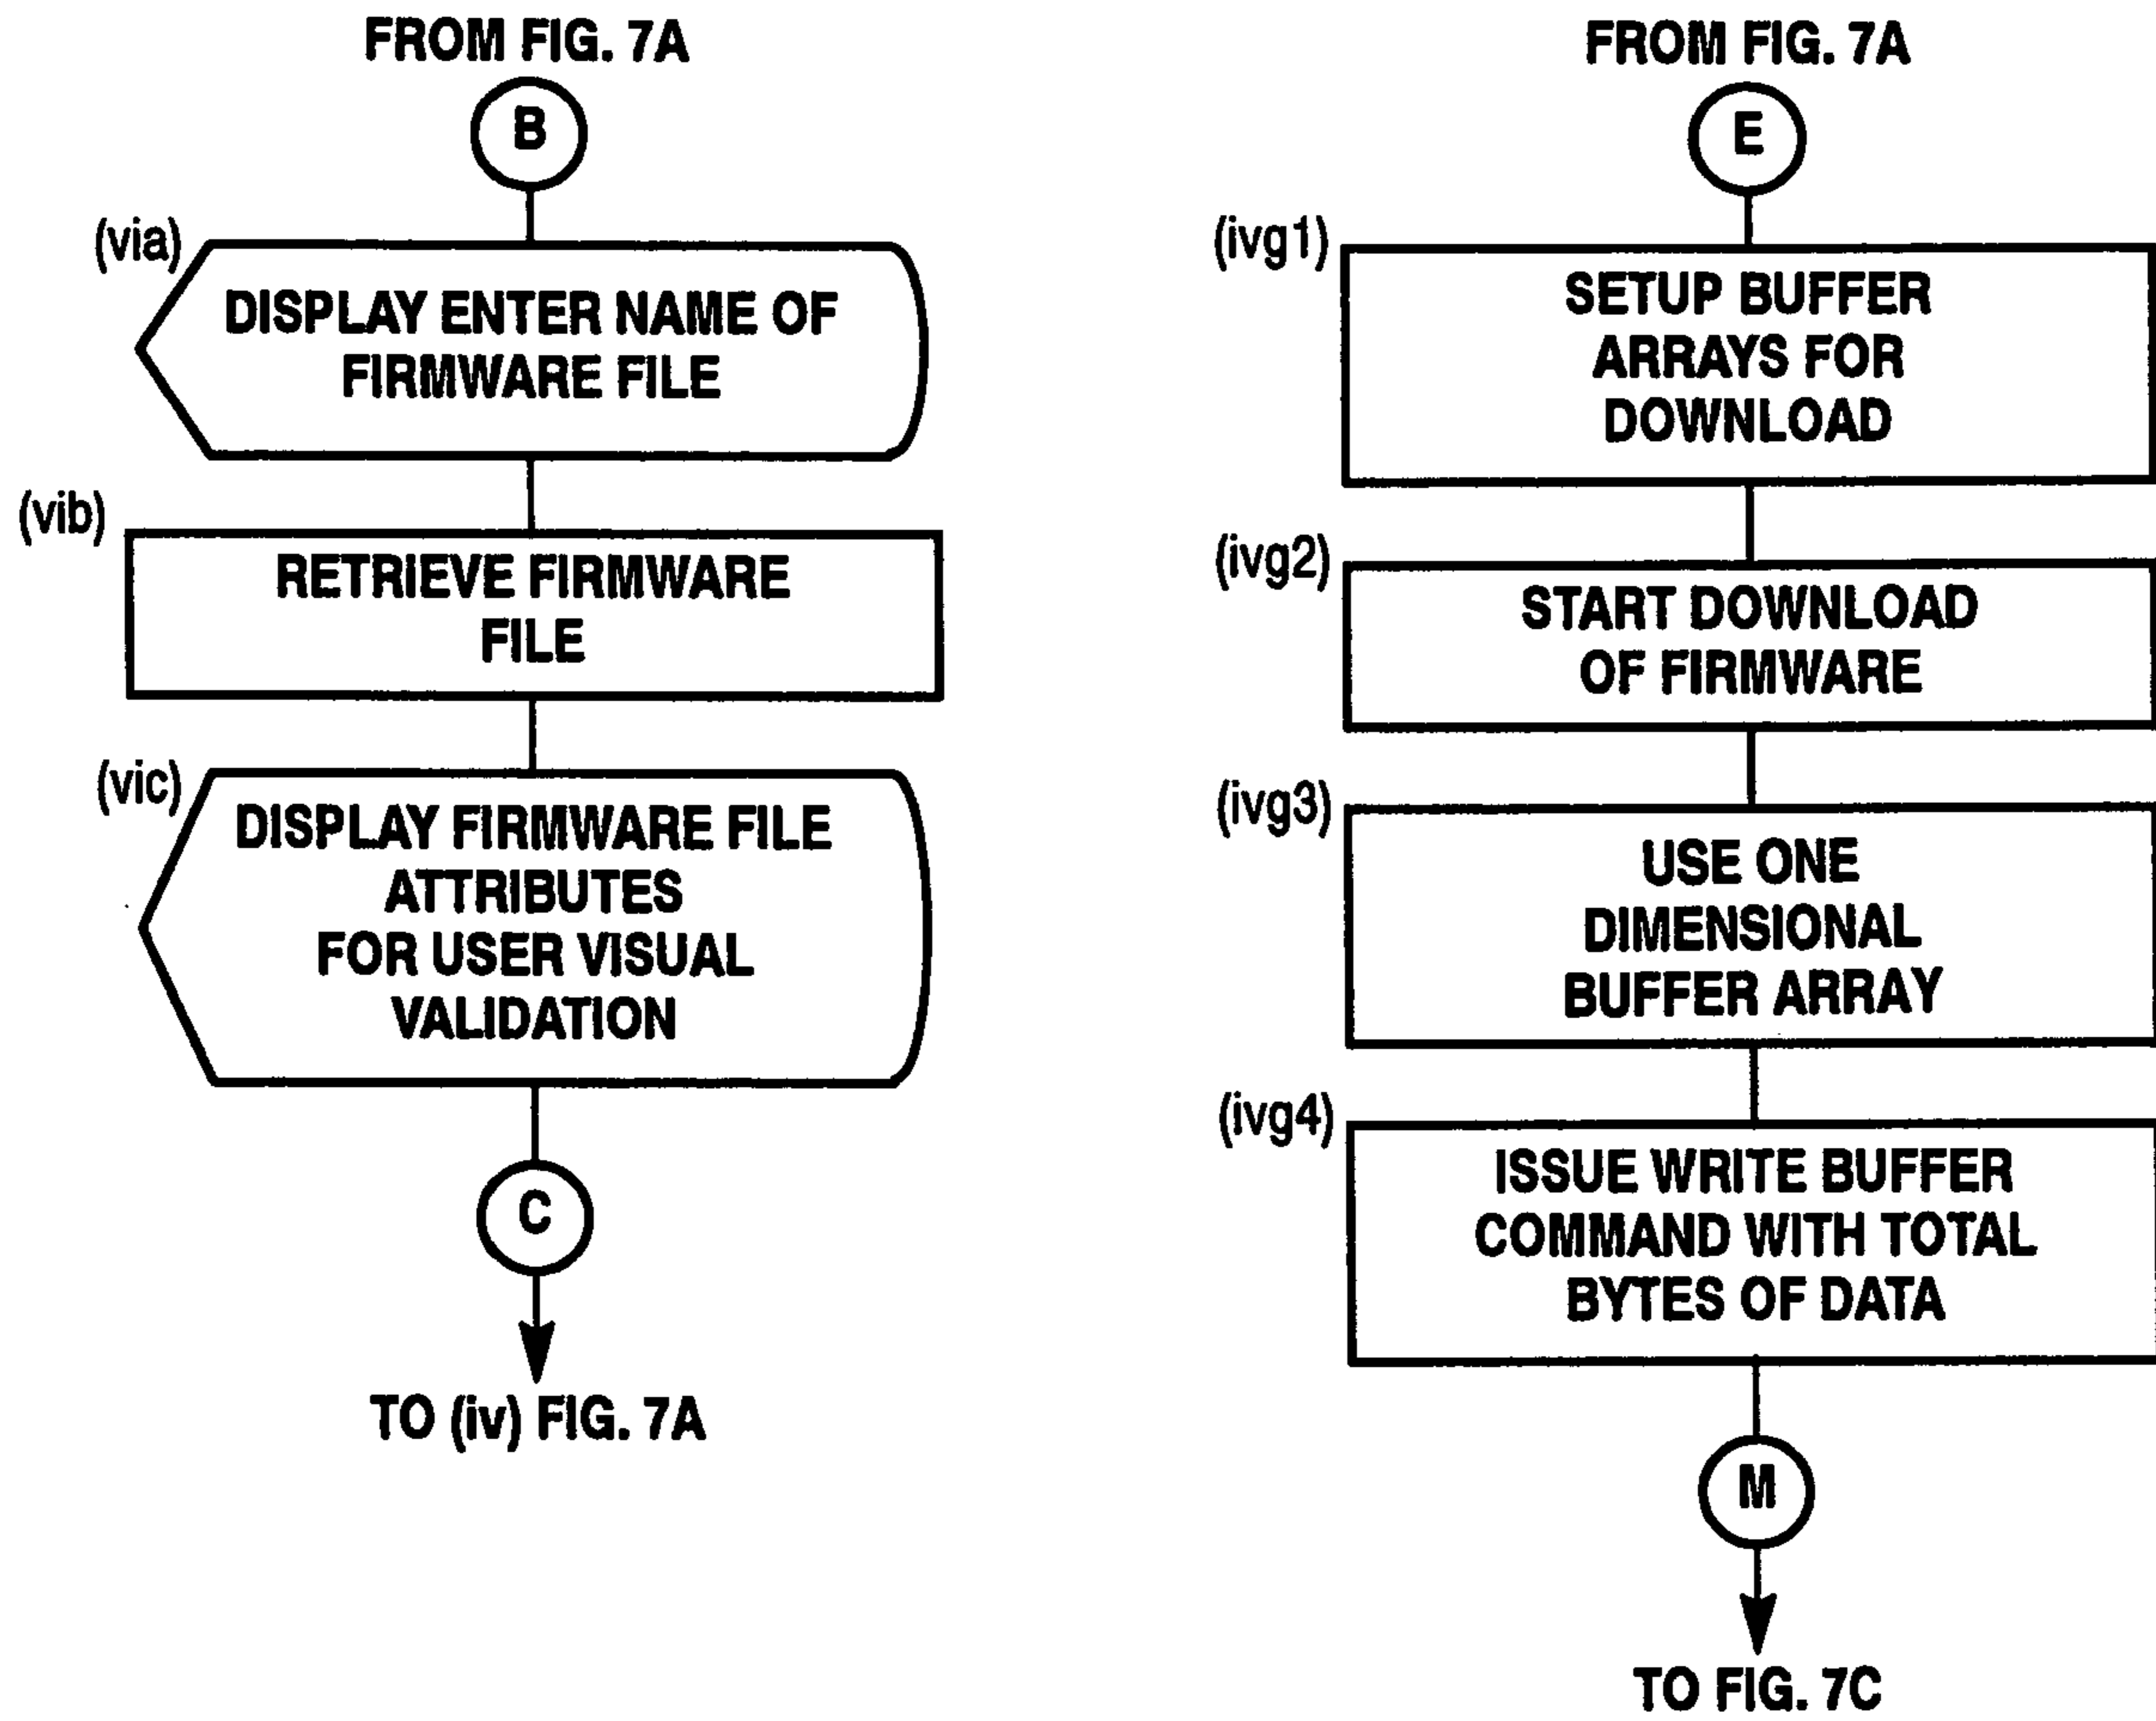 FROM FIG. 7A
B
(via)
DISPLAY ENTER NAME OF
FIRMWARE FILE
(vib)
RETRIEVE FIRMWARE
FILE
(vic)
DISPLAY FIRMWARE FILE
ATTRIBUTES
FOR USER VISUAL
VALIDATION
C
TO (iv) FIG. 7A
FROM FIG. 7A
E
(ivg1)
SETUP BUFFER
ARRAYS FOR
DOWNLOAD
(ivg2)
START DOWNLOAD
OF FIRMWARE
(ivg3)
USE ONE
DIMENSIONAL
BUFFER ARRAY
(ivg4)
ISSUE WRITE BUFFER
COMMAND WITH TOTAL
BYTES OF DATA
M
TO FIG. 7C